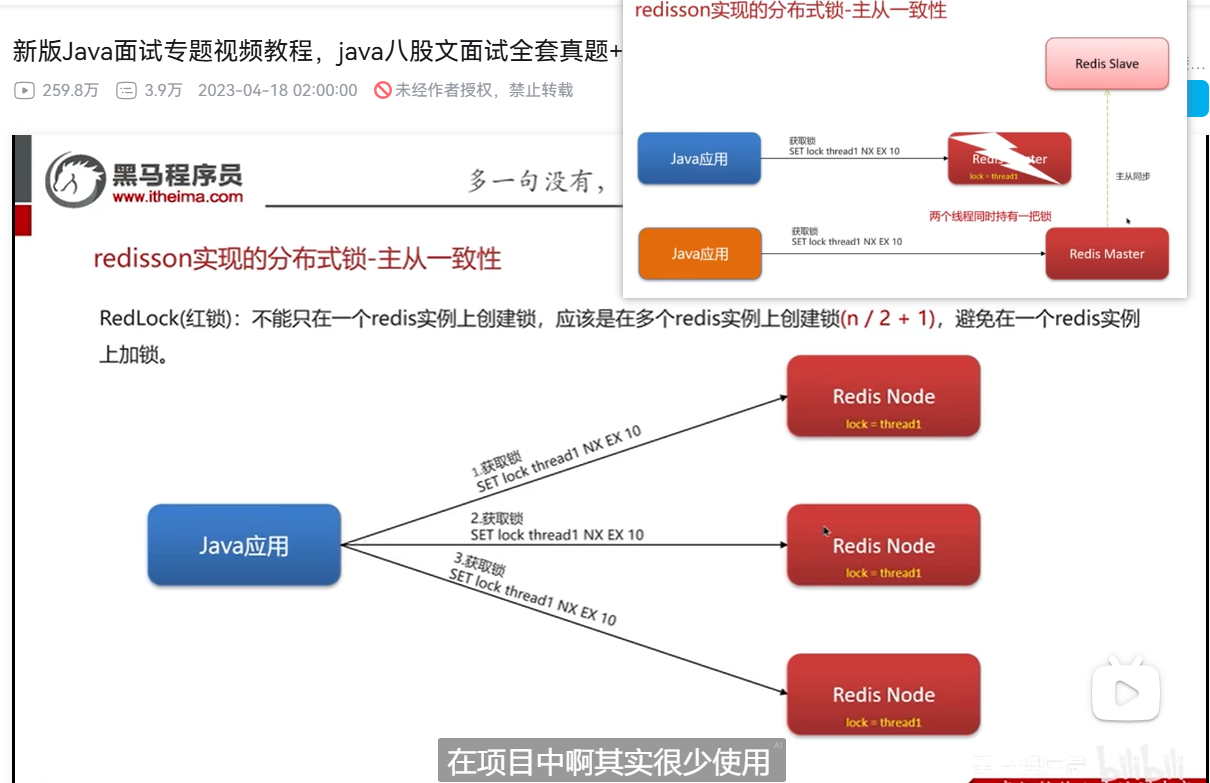 新版Java面试专题视频教程，java八股文面试全套真题+
259.8万 3.9万 2023-04-18 02:00:00 未经作者授权，禁止转载
redisson实现的分布式锁-主从一致性
Redis Slave
Java应用
获取锁
SET lock thread1 NX EX 10
lock = thread1
主从同步
两个线程同时持有一把锁
Java应用
获取锁
SET lock thread1 NX EX 10
Redis Master
黑马程序员
www.itheima.com
多一句没有，
redisson实现的分布式锁-主从一致性
RedLock(红锁)：不能只在一个redis实例上创建锁，应该是在多个redis实例上创建锁(n / 2 + 1)，避免在一个redis实例
上加锁。
Redis Node
lock = thread1
1.获取锁
SET lock thread1 NX EX 10
Java应用
2.获取锁
SET lock thread1 NX EX 10
Redis Node
lock = thread1
3.获取锁
SET lock thread1 NX EX 10
Redis Node
lock = thread1
在项目中啊其实很少使用
AI
bilibili